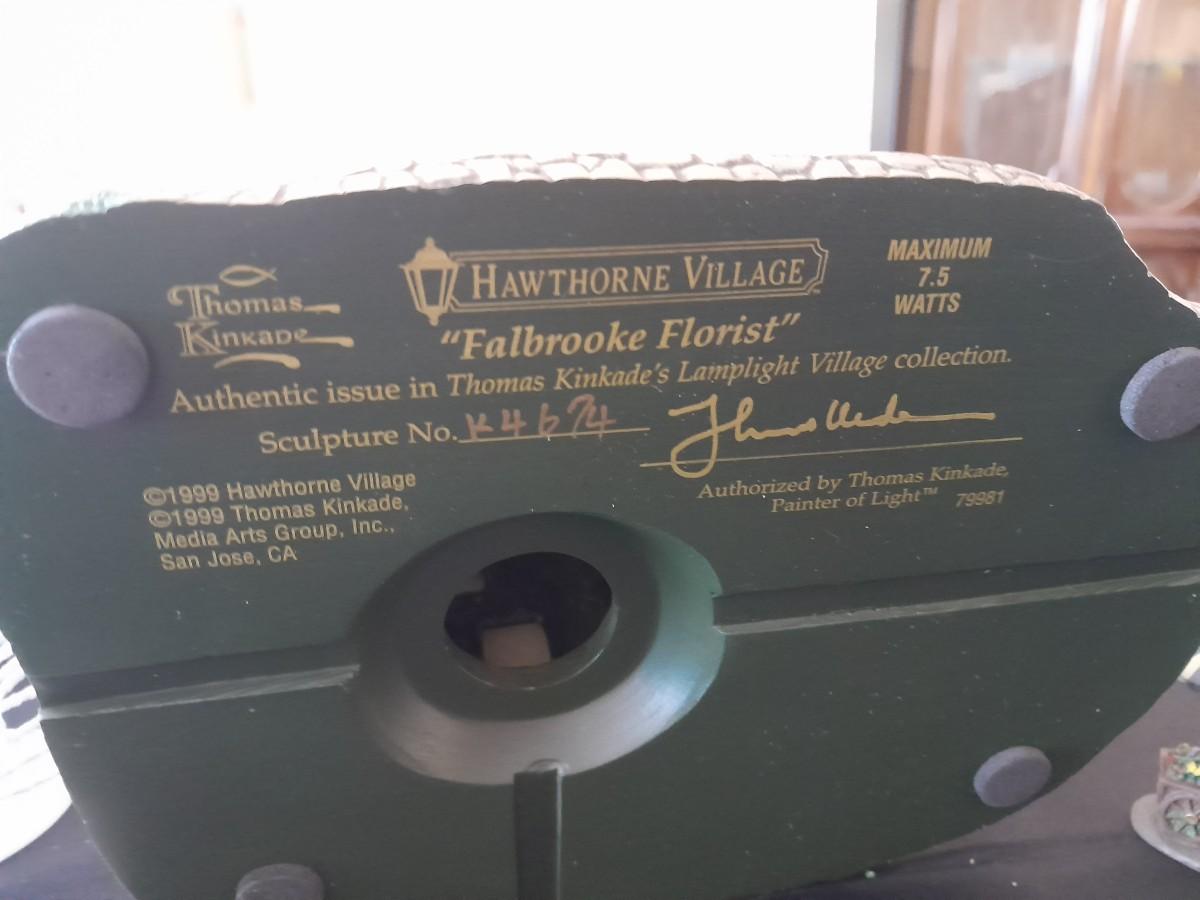 Thomas
Kinkade
HAWTHORNE VILLAGE
MAXIMUM
7.5
WATTS
"Falbrooke Florist"
Authentic issue in Thomas Kinkade's Lamplight Village collection.
Sculpture No. K4674
©1999 Hawthorne Village
©1999 Thomas Kinkade,
Media Arts Group, Inc.,
San Jose, CA
Authorized by Thomas Kinkade,
Painter of Light™ 79981